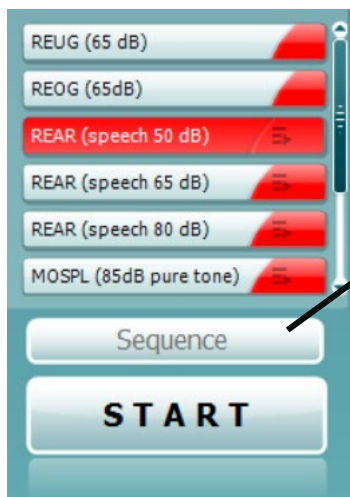 REUG (65 dB)
REOG (65dB)
REAR (speech 50 dB)
REAR (speech 65 dB)
REAR (speech 80 dB)
MOSPL (85dB pure tone)
Sequence
START